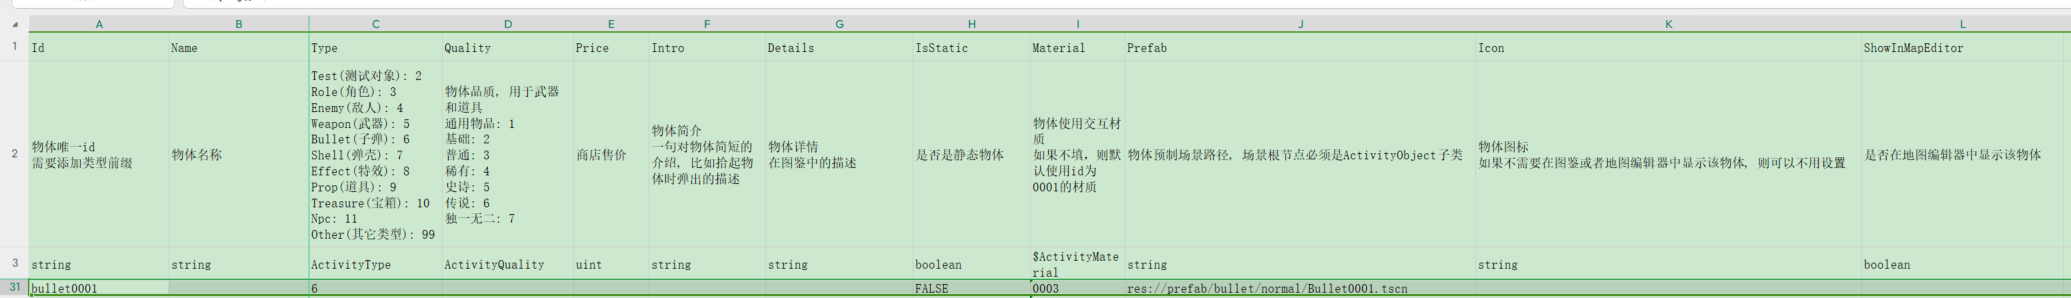 A B C D E F G H I J K L
1 Id Name Type Quality Price Intro Details IsStatic Material Prefab Icon ShowInMapEditor
2
物体唯一id
需要添加类型前缀
物体名称
Test(测试对象): 2
Role(角色): 3
Enemy(敌人): 4
Weapon(武器): 5
Bullet(子弹): 6
Shell(弹壳): 7
Effect(特效): 8
Prop(道具): 9
Treasure(宝箱): 10
Npc: 11
Other(其它类型): 99
物体品质, 用于武器
和道具
通用物品: 1
基础: 2
普通: 3
稀有: 4
史诗: 5
传说: 6
独一无二: 7
商店售价
物体简介
一句对物体简短的
介绍, 比如拾起物
体时弹出的描述
物体详情
在图鉴中的描述
是否是静态物体
物体使用交互材
质
如果不填, 则默
认使用id为
0001的材质
物体预制场景路径, 场景根节点必须是ActivityObject子类
物体图标
如果不需要在图鉴或者地图编辑器中显示该物体, 则可以不用设置
是否在地图编辑器中显示该物体
3 string string ActivityType ActivityQuality uint string string boolean
$ActivityMate
rial
string string boolean
31 bullet0001 6 FALSE 0003 res://prefab/bullet/normal/Bullet0001.tscn